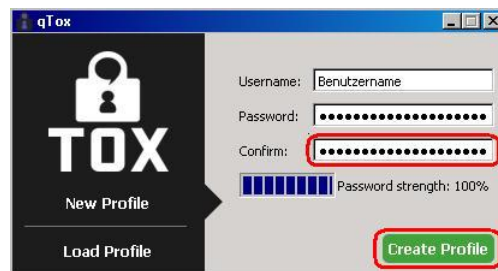 qTox
Username: Benutzername
Password: ●●●●●●●●●●●●●●●●●●●●
Confirm: ●●●●●●●●●●●●●●●●●●●●
Password strength: 100%
TOX
New Profile
Load Profile
Create Profile